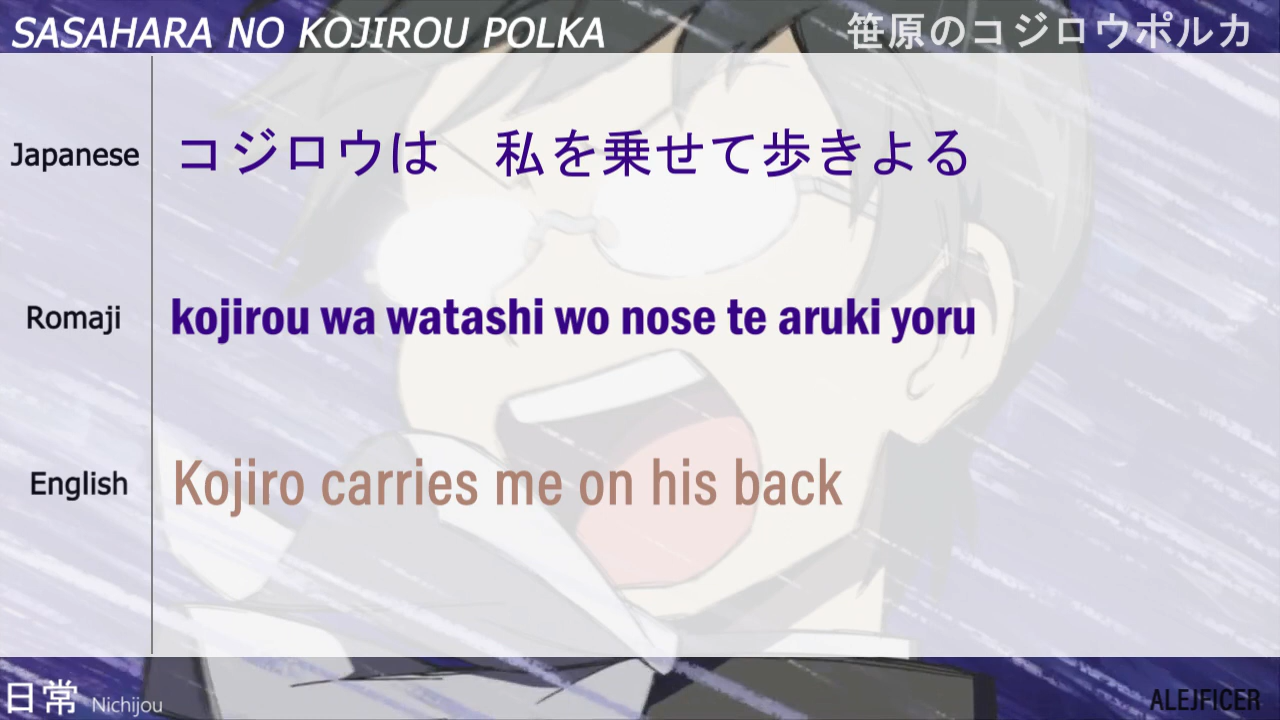 SASAHARA NO KOJIROU POLKA
笹原のコジロウポルカ
Japanese
コジロウは　私を乗せて歩きよる
Romaji
kojirou wa watashi wo nose te aruki yoru
English
Kojiro carries me on his back
日常 Nichijou
ALEJFICER